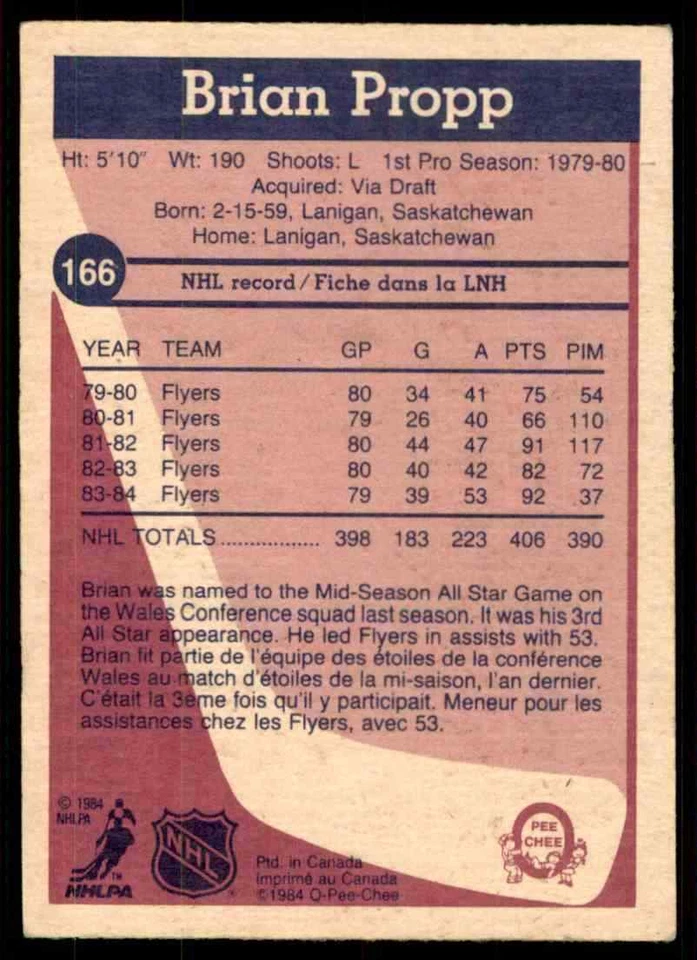 Brian Propp
Ht: 5'10" Wt: 190 Shoots: L 1st Pro Season: 1979-80
Acquired: Via Draft
Born: 2-15-59, Lanigan, Saskatchewan
Home: Lanigan, Saskatchewan
166
NHL record/Fiche dans la LNH
YEAR TEAM GP G A PTS PIM
79-80 Flyers 80 34 41 75 54
80-81 Flyers 79 26 40 66 110
81-82 Flyers 80 44 47 91 117
82-83 Flyers 80 40 42 82 72
83-84 Flyers 79 39 53 92 37
NHL TOTALS................. 398 183 223 406 390
Brian was named to the Mid-Season All Star Game on
the Wales Conference squad last season. It was his 3rd
All Star appearance. He led Flyers in assists with 53.
Brian fit partie de l'équipe des étoiles de la conférence
Wales au match d'étoiles de la mi-saison, l'an dernier.
C'était la 3eme fois qu'il y participait. Meneur pour les
assistances chez les Flyers, avec 53.
© 1984
NHLPA
TM
NHLPA
NHL
Ptd. in Canada
Imprimé au Canada
©1984 O-Pee-Chee
PEE
CHEE